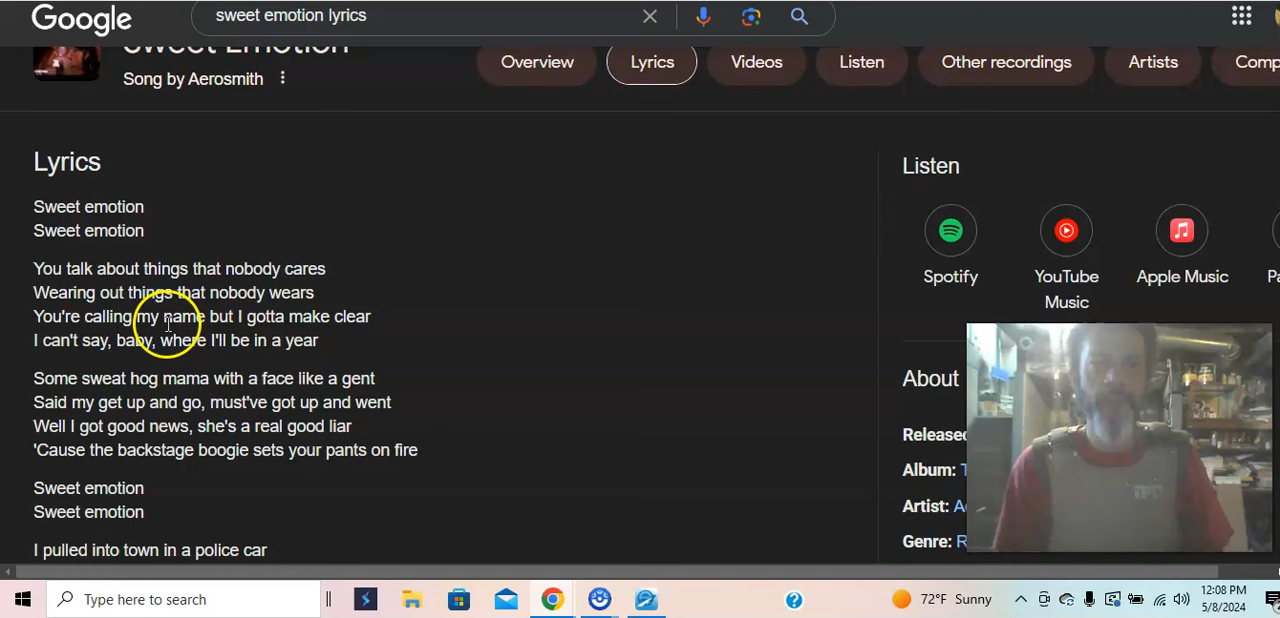 Google
sweet emotion lyrics
Sweet Emotion
Song by Aerosmith
Overview
Lyrics
Videos
Listen
Other recordings
Artists
Lyrics
Sweet emotion
Sweet emotion
You talk about things that nobody cares
Wearing out things that nobody wears
You're calling my name but I gotta make clear
I can't say, baby, where I'll be in a year
Some sweat hog mama with a face like a gent
Said my get up and go, must've got up and went
Well I got good news, she's a real good liar
'Cause the backstage boogie sets your pants on fire
Sweet emotion
Sweet emotion
I pulled into town in a police car
Listen
Spotify
YouTube
Music
Apple Music
About
Released
Album:
Artist:
Genre:
Type here to search
72°F Sunny
12:08 PM
5/8/2024